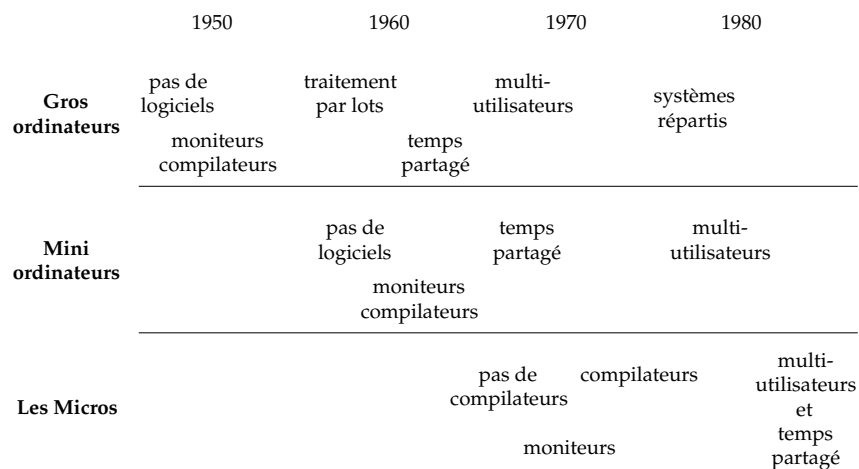 1950 1960 1970 1980
Gros
ordinateurs
pas de
logiciels
moniteurs
compilateurs
traitement
par lots
temps
partagé
multi-
utilisateurs
systèmes
répartis
Mini
ordinateurs
pas de
logiciels
moniteurs
compilateurs
temps
partagé
multi-
utilisateurs
Les Micros
pas de
compilateurs
moniteurs
compilateurs
multi-
utilisateurs
et
temps
partagé